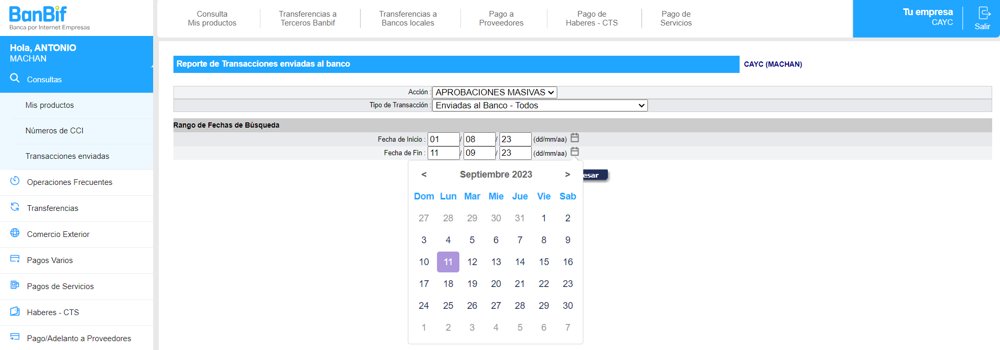 BanBif
Banca por Internet Empresas
Consulta
Mis productos
Transferencias a
Terceros Banbif
Transferencias a
Bancos locales
Pago a
Proveedores
Pago de
Haberes - CTS
Pago de
Servicios
Tu empresa
CAYC
Salir
Hola, ANTONIO
MACHAN
Consultas
Mis productos
Números de CCI
Transacciones enviadas
Operaciones Frecuentes
Transferencias
Comercio Exterior
Pagos Varios
Pagos de Servicios
Haberes - CTS
Pago/Adelanto a Proveedores
Reporte de Transacciones enviadas al banco
CAYC (MACHAN)
Acción : APROBACIONES MASIVAS
Tipo de Transacción : Enviadas al Banco - Todos
Rango de Fechas de Búsqueda
Fecha de Inicio : 01 / 08 / 23 (dd/mm/aa)
Fecha de Fin : 11 / 09 / 23 (dd/mm/aa)
esar
< Septiembre 2023 >
Dom Lun Mar Mie Jue Vie Sab
27 28 29 30 31 1 2
3 4 5 6 7 8 9
10 11 12 13 14 15 16
17 18 19 20 21 22 23
24 25 26 27 28 29 30
1 2 3 4 5 6 7